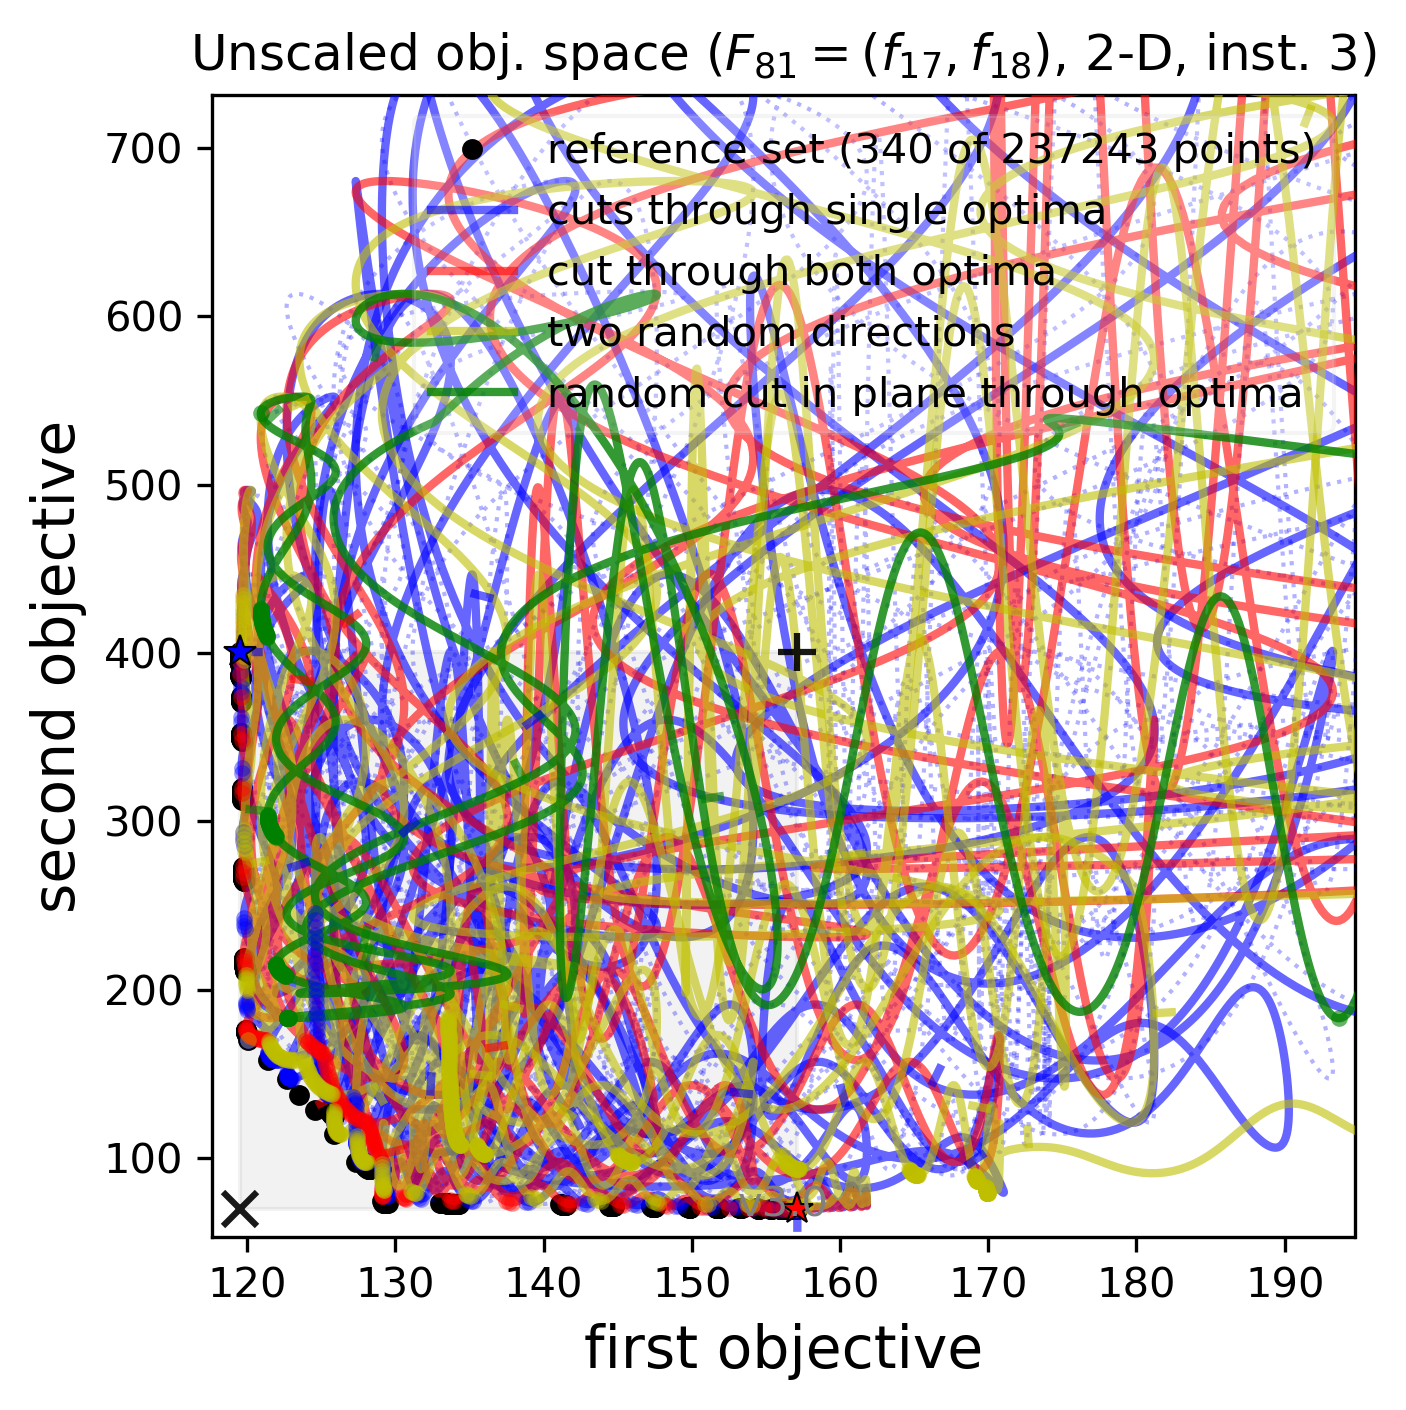 Unscaled obj. space (F81 = (f17, f18), 2-D, inst. 3)
700
600
500
400
300
200
100
second objective
reference set (340 of 237243 points)
cuts through single optima
cut through both optima
two random directions
random cut in plane through optima
120 130 140 150 160 170 180 190
first objective